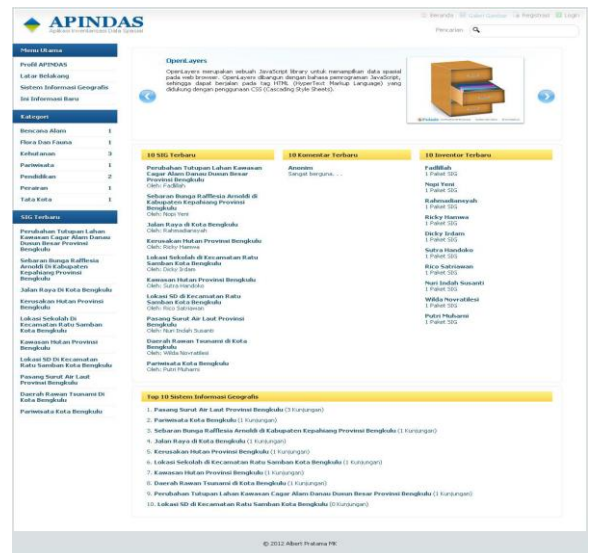 APINDAS
Aplikasi Inventarisasi Data Spasial
Beranda
Registrasi
Login
Pencarian
Menu Utama
Profil APINDAS
Latar Belakang
Sistem Informasi Geografis
Isu Informasi Baru
Kategori
Bencana Alam 1
Flora Dan Fauna 1
Kehutanan 3
Pariwisata 1
Pendidikan 2
Perairan 1
Tata Kota 1
SIG Terbaru
Perubahan Tutupan Lahan
Kawasan Cagar Alam Danau
Dusun Besar Provinsi
Bengkulu
Sebaran Bunga Rafflesia
Arnoldi Di Kabupaten
Kepahiang Provinsi
Bengkulu
Jalan Raya Di Kota Bengkulu
Kerusakan Hutan Provinsi
Bengkulu
Lokasi Sekolah Di
Kecamatan Ratu Samban
Kota Bengkulu
Kawasan Hutan Provinsi
Bengkulu
Lokasi SD Di Kecamatan
Ratu Samban Kota Bengkulu
Pasang Surut Air Laut
Provinsi Bengkulu
Daerah Rawan Tsunami Di
Kota Bengkulu
Pariwisata Kota Bengkulu
OpenLayers
OpenLayers merupakan sebuah JavaScript library untuk menampilkan data spasial
pada web browser. OpenLayers dibangun dengan bahasa pemrograman JavaScript,
sehingga dapat berjalan pada tag HTML (HyperText Markup Language) yang
didukung dengan penggunaan CSS (Cascading Style Sheets).
10 SIG Terbaru
Perubahan Tutupan Lahan Kawasan
Cagar Alam Danau Dusun Besar
Provinsi Bengkulu
Oleh: Fadlillah
Sebaran Bunga Rafflesia Arnoldi di
Kabupaten Kepahiang Provinsi
Bengkulu
Oleh: Nopi Yeni
Jalan Raya di Kota Bengkulu
Oleh: Rahmadiansyah
Kerusakan Hutan Provinsi Bengkulu
Oleh: Ricky Hamwa
Lokasi Sekolah di Kecamatan Ratu
Samban Kota Bengkulu
Oleh: Dicky Irdam
Kawasan Hutan Provinsi Bengkulu
Oleh: Sutra Handoko
Lokasi SD di Kecamatan Ratu
Samban Kota Bengkulu
Oleh: Rico Satriawan
Pasang Surut Air Laut Provinsi
Bengkulu
Oleh: Nuri Indah Susanti
Daerah Rawan Tsunami di Kota
Bengkulu
Oleh: Wilda Novratilesi
Pariwisata Kota Bengkulu
Oleh: Putri Muharni
10 Komentar Terbaru
Anonim
Sangat berguna. . .
10 Inventor Terbaru
Fadlillah
1 Paket SIG
Nopi Yeni
1 Paket SIG
Rahmadiansyah
1 Paket SIG
Ricky Hamwa
1 Paket SIG
Dicky Irdam
1 Paket SIG
Sutra Handoko
1 Paket SIG
Rico Satriawan
1 Paket SIG
Nuri Indah Susanti
1 Paket SIG
Wilda Novratilesi
1 Paket SIG
Putri Muharni
1 Paket SIG
Top 10 Sistem Informasi Geografis
1. Pasang Surut Air Laut Provinsi Bengkulu (3 Kunjungan)
2. Pariwisata Kota Bengkulu (1 Kunjungan)
3. Sebaran Bunga Rafflesia Arnoldi di Kabupaten Kepahiang Provinsi Bengkulu (1 Kunjungan)
4. Jalan Raya di Kota Bengkulu (1 Kunjungan)
5. Kerusakan Hutan Provinsi Bengkulu (1 Kunjungan)
6. Lokasi Sekolah di Kecamatan Ratu Samban Kota Bengkulu (1 Kunjungan)
7. Kawasan Hutan Provinsi Bengkulu (1 Kunjungan)
8. Daerah Rawan Tsunami di Kota Bengkulu (1 Kunjungan)
9. Perubahan Tutupan Lahan Kawasan Cagar Alam Danau Dusun Besar Provinsi Bengkulu (1 Kunjungan)
10. Lokasi SD di Kecamatan Ratu Samban Kota Bengkulu (0 Kunjungan)
© 2012 Albert Pratama MK